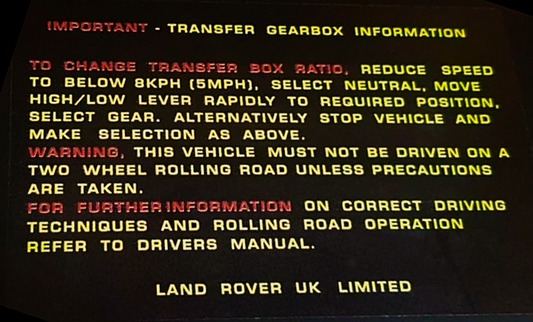 IMPORTANT - TRANSFER GEARBOX INFORMATION
TO CHANGE TRANSFER BOX RATIO, REDUCE SPEED
TO BELOW 8KPH (5MPH), SELECT NEUTRAL, MOVE
HIGH/LOW LEVER RAPIDLY TO REQUIRED POSITION,
SELECT GEAR. ALTERNATIVELY STOP VEHICLE AND
MAKE SELECTION AS ABOVE.
WARNING, THIS VEHICLE MUST NOT BE DRIVEN ON A
TWO WHEEL ROLLING ROAD UNLESS PRECAUTIONS
ARE TAKEN.
FOR FURTHER INFORMATION ON CORRECT DRIVING
TECHNIQUES AND ROLLING ROAD OPERATION
REFER TO DRIVERS MANUAL.
LAND ROVER UK LIMITED